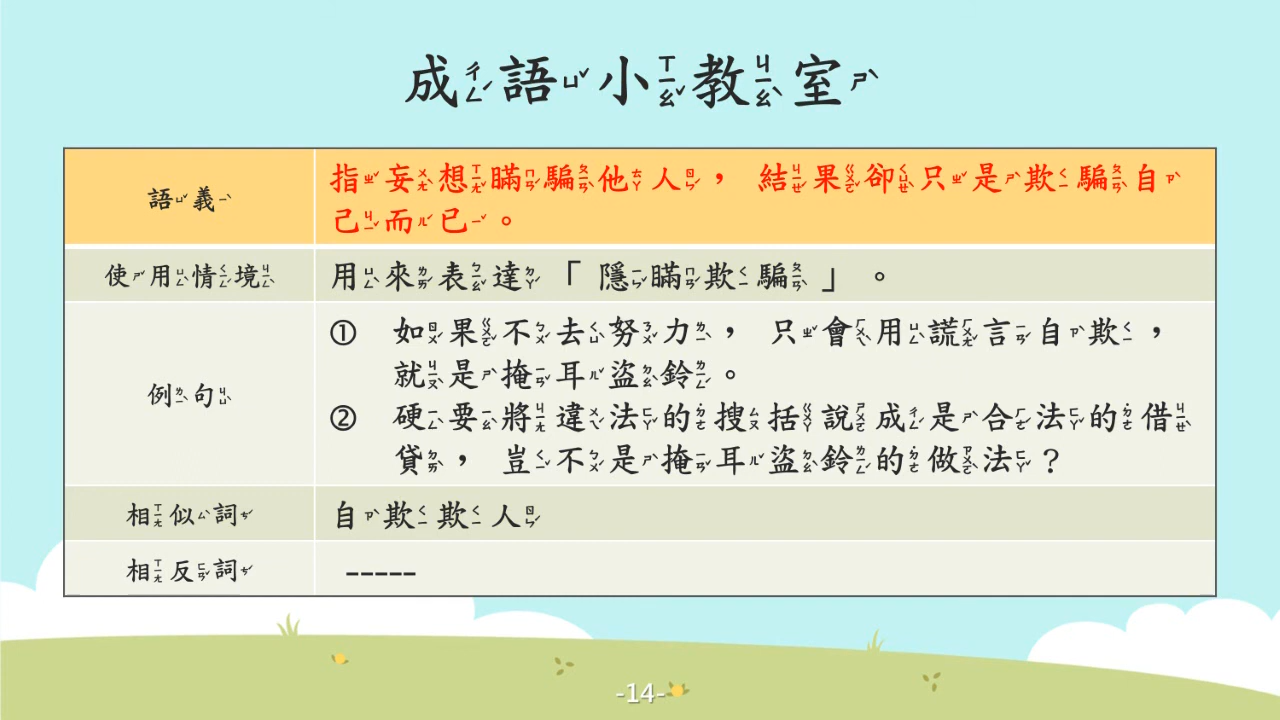 成語小教室
語義
指妄想瞞騙他人，結果卻只是欺騙自
己而已。
使用情境
用來表達「隱瞞欺騙」。
例句
① 如果不去努力，只會用謊言自欺，
就是掩耳盜鈴。
② 硬要將違法的搜括說成是合法的借
貸，豈不是掩耳盜鈴的做法？
相似詞
自欺欺人
相反詞
-----
-14-